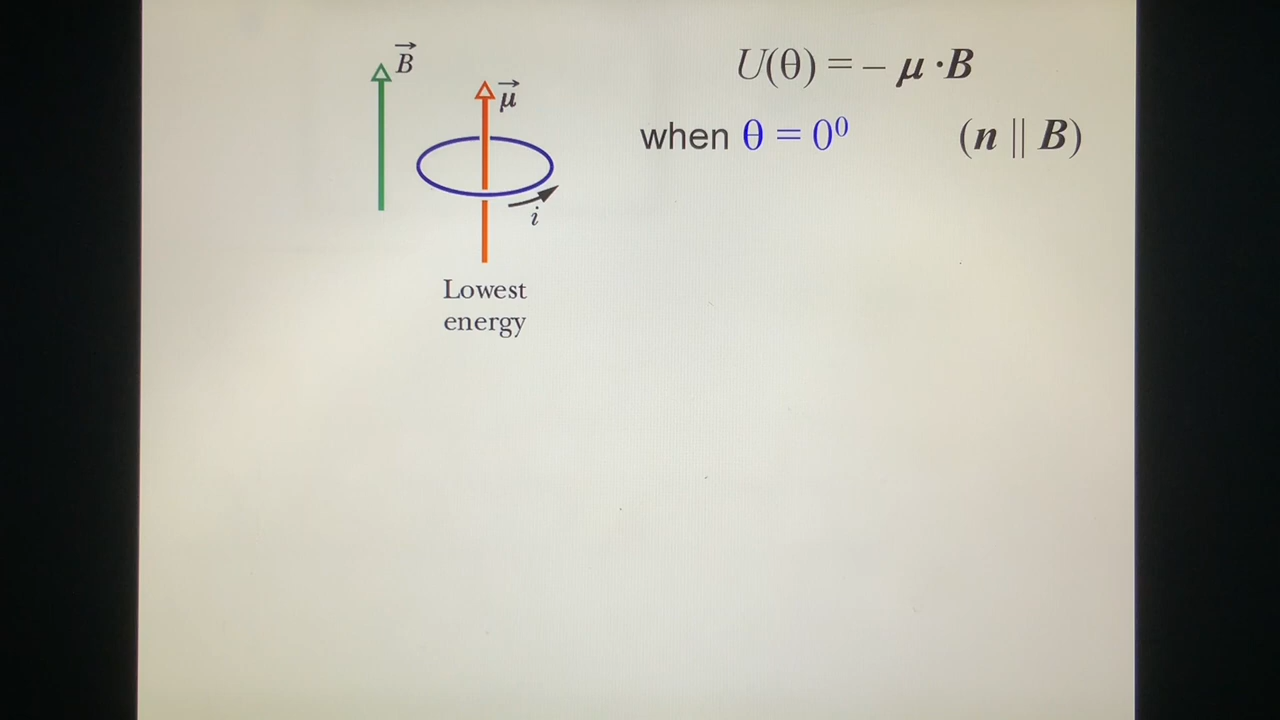 B
μ
i
Lowest
energy
U(θ) = – μ · B
when θ = 0⁰ (n || B)